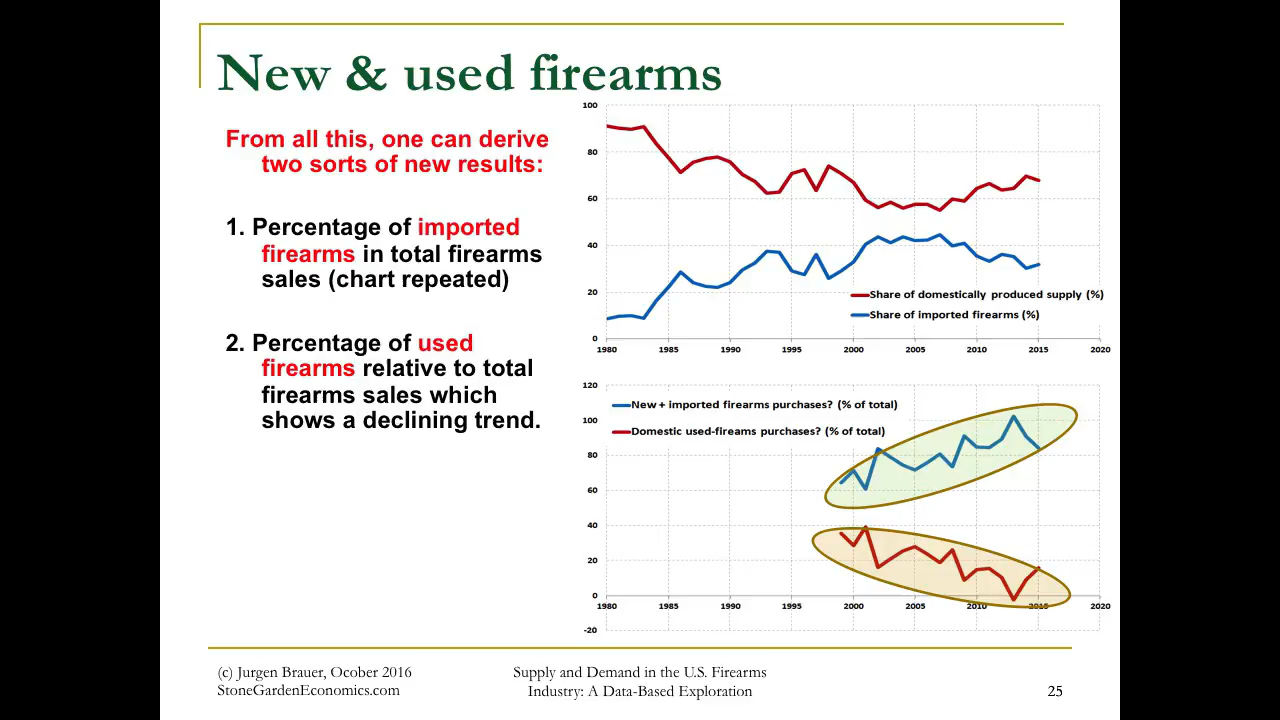 New & used firearms
From all this, one can derive
two sorts of new results:
1. Percentage of imported
firearms in total firearms
sales (chart repeated)
2. Percentage of used
firearms relative to total
firearms sales which
shows a declining trend.
100
80
60
40
20
0
1980 1985 1990 1995 2000 2005 2010 2015 2020
Share of domestically produced supply (%)
Share of imported firearms (%)
120
100
80
60
40
20
0
-20
1980 1985 1990 1995 2000 2005 2010 2015 2020
New + imported firearms purchases? (% of total)
Domestic used-fireams purchases? (% of total)
(c) Jurgen Brauer, Ocober 2016
StoneGardenEconomics.com
Supply and Demand in the U.S. Firearms
Industry: A Data-Based Exploration
25